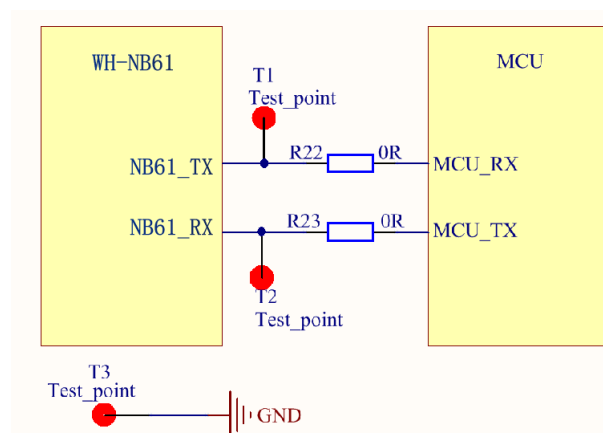 WH-NB61
MCU
T1
Test_point
R22
0R
NB61_TX
MCU_RX
R23
0R
NB61_RX
MCU_TX
T2
Test_point
T3
Test_point
GND